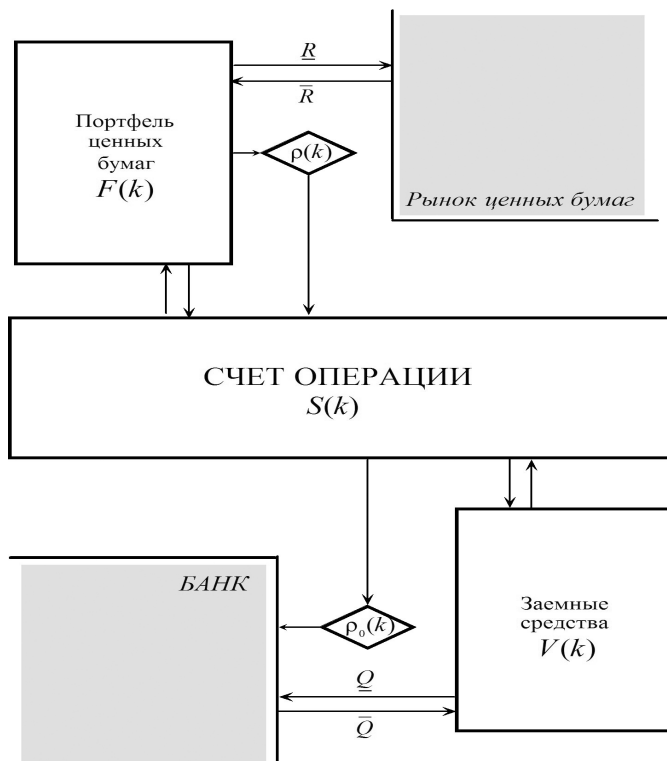 R̲
R̅
Портфель
ценных
бумаг
F(k)
ρ(k)
Рынок ценных бумаг
СЧЕТ ОПЕРАЦИИ
S(k)
БАНК
ρ₀(k)
Заемные
средства
V(k)
Q̲
Q̅